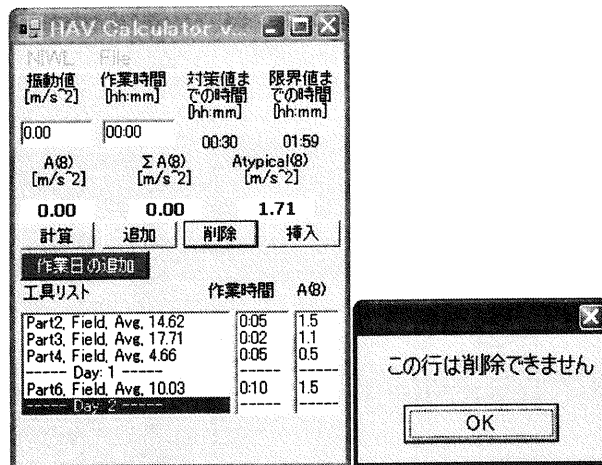 HAV Calculator v...
NIWL File
振動値 作業時間 対策値ま 限界値ま
[m/s^2] [hh:mm] での時間 での時間
[hh:mm] [hh:mm]
0.00 00:00 00:30 01:59
A(8) Σ A(8) Atypical(8)
[m/s^2] [m/s^2] [m/s^2]
0.00 0.00 1.71
計算 追加 削除 挿入
作業日の追加
工具リスト 作業時間 A(8)
Part2, Field, Avg, 14.62 0:05 1.5
Part3, Field, Avg, 17.71 0:02 1.1
Part4, Field, Avg, 4.66 0:05 0.5
----- Day: 1 ----- ----- -----
Part6, Field, Avg, 10.03 0:10 1.5
----- Day: 2 ----- ----- -----
この行は削除できません
OK